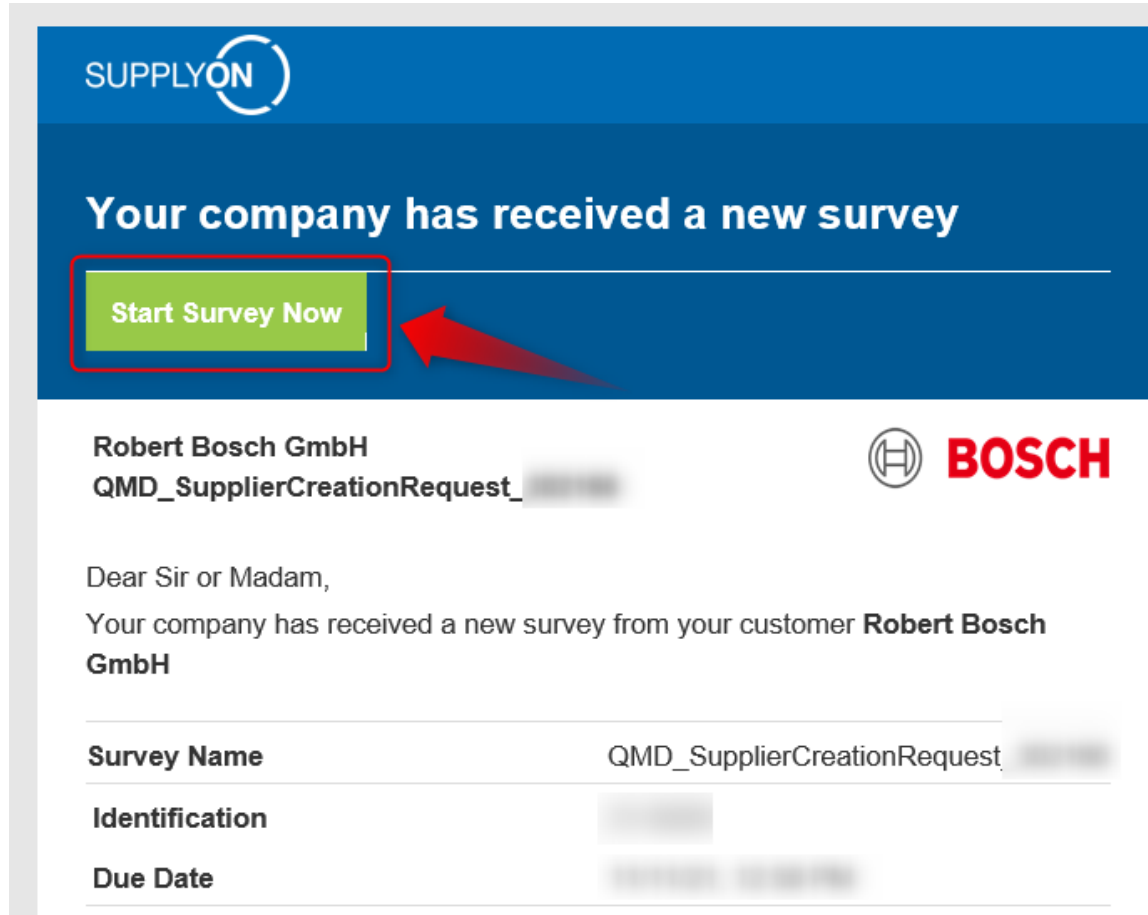 SUPPLYON
Your company has received a new survey
Start Survey Now
Robert Bosch GmbH
BOSCH
QMD_SupplierCreationRequest_
Dear Sir or Madam,
Your company has received a new survey from your customer Robert Bosch
GmbH
Survey Name QMD_SupplierCreationRequest_
Identification
Due Date